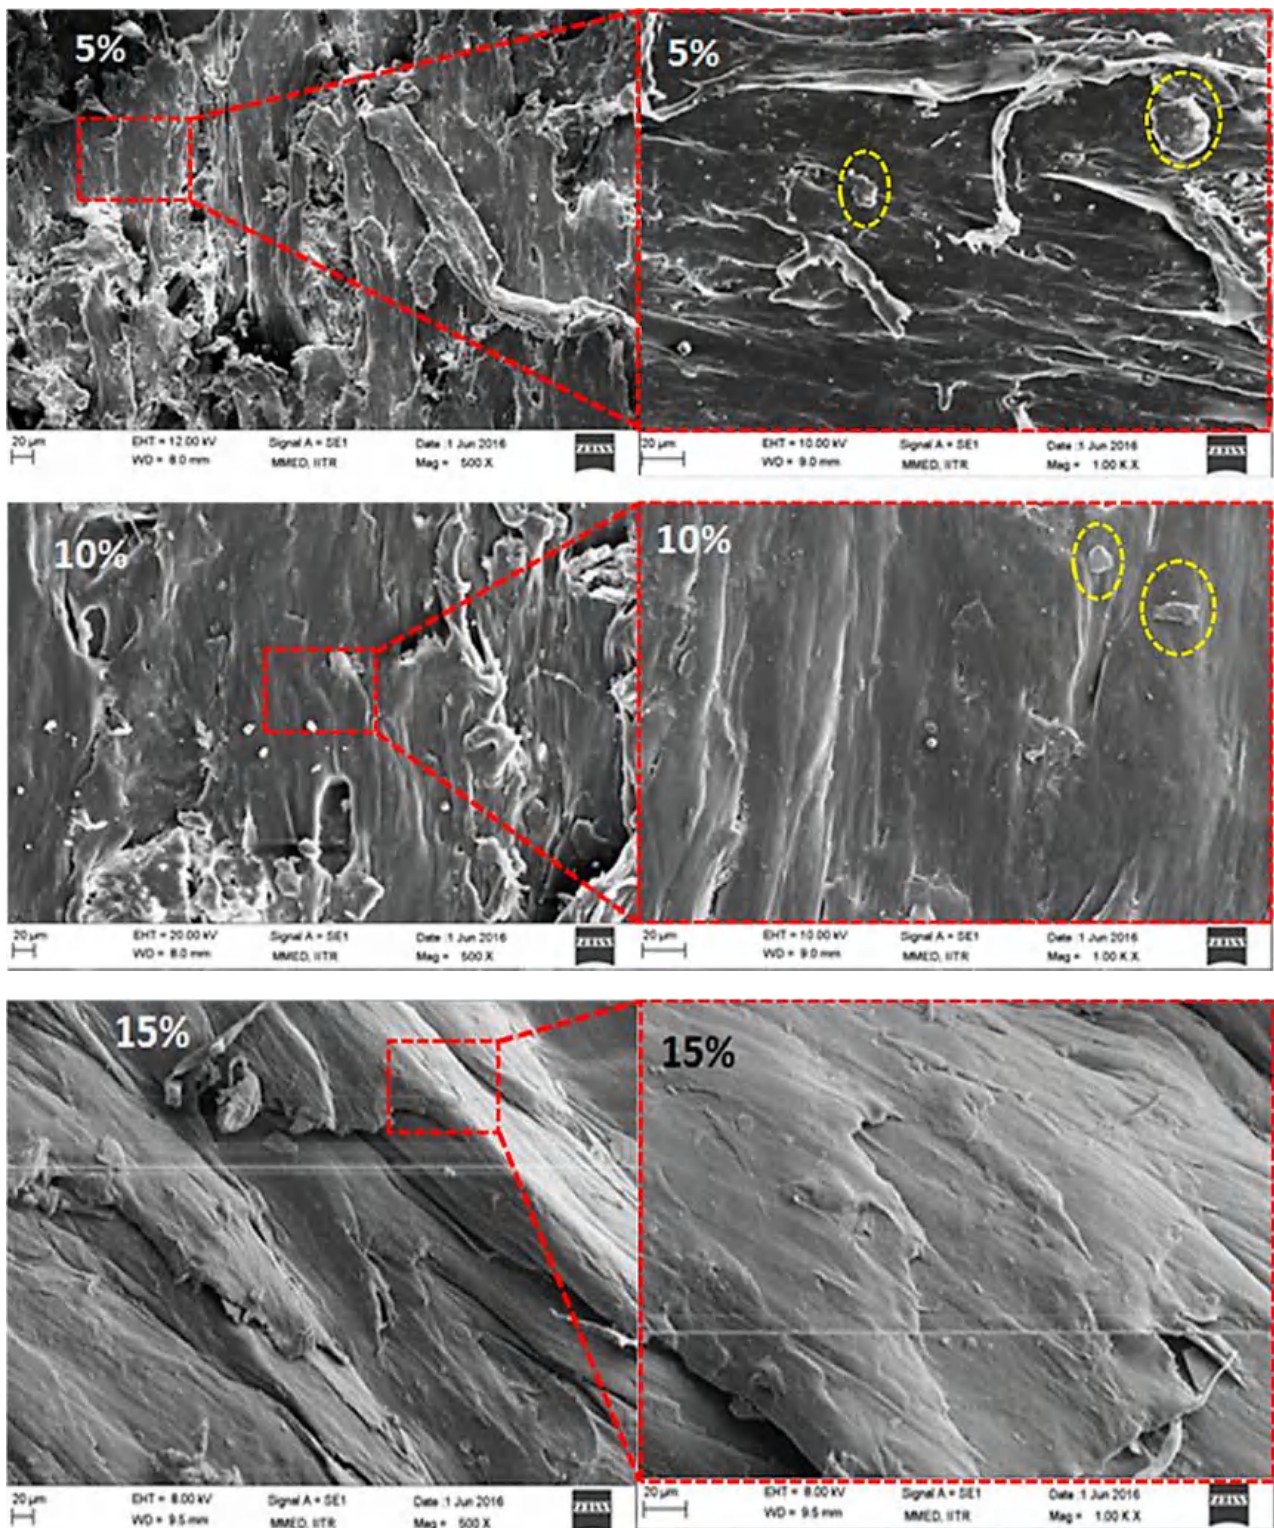 5%
5%
20 µm
EHT = 12.00 kV
Signal A = SE1
Date :1 Jun 2016
ZEISS
WD = 8.0 mm
MMED, IITR
Mag = 500 X
20 µm
EHT = 10.00 kV
Signal A = SE1
Date :1 Jun 2016
ZEISS
WD = 9.0 mm
MMED, IITR
Mag = 1.00 K X
10%
10%
20 µm
EHT = 20.00 kV
Signal A = SE1
Date :1 Jun 2016
ZEISS
WD = 8.0 mm
MMED, IITR
Mag = 500 X
20 µm
EHT = 10.00 kV
Signal A = SE1
Date :1 Jun 2016
ZEISS
WD = 9.0 mm
MMED, IITR
Mag = 1.00 K X
15%
15%
20 µm
EHT = 8.00 kV
Signal A = SE1
Date :1 Jun 2016
ZEISS
WD = 9.5 mm
MMED, IITR
Mag = 500 X
20 µm
EHT = 8.00 kV
Signal A = SE1
Date :1 Jun 2016
ZEISS
WD = 9.5 mm
MMED, IITR
Mag = 1.00 K X